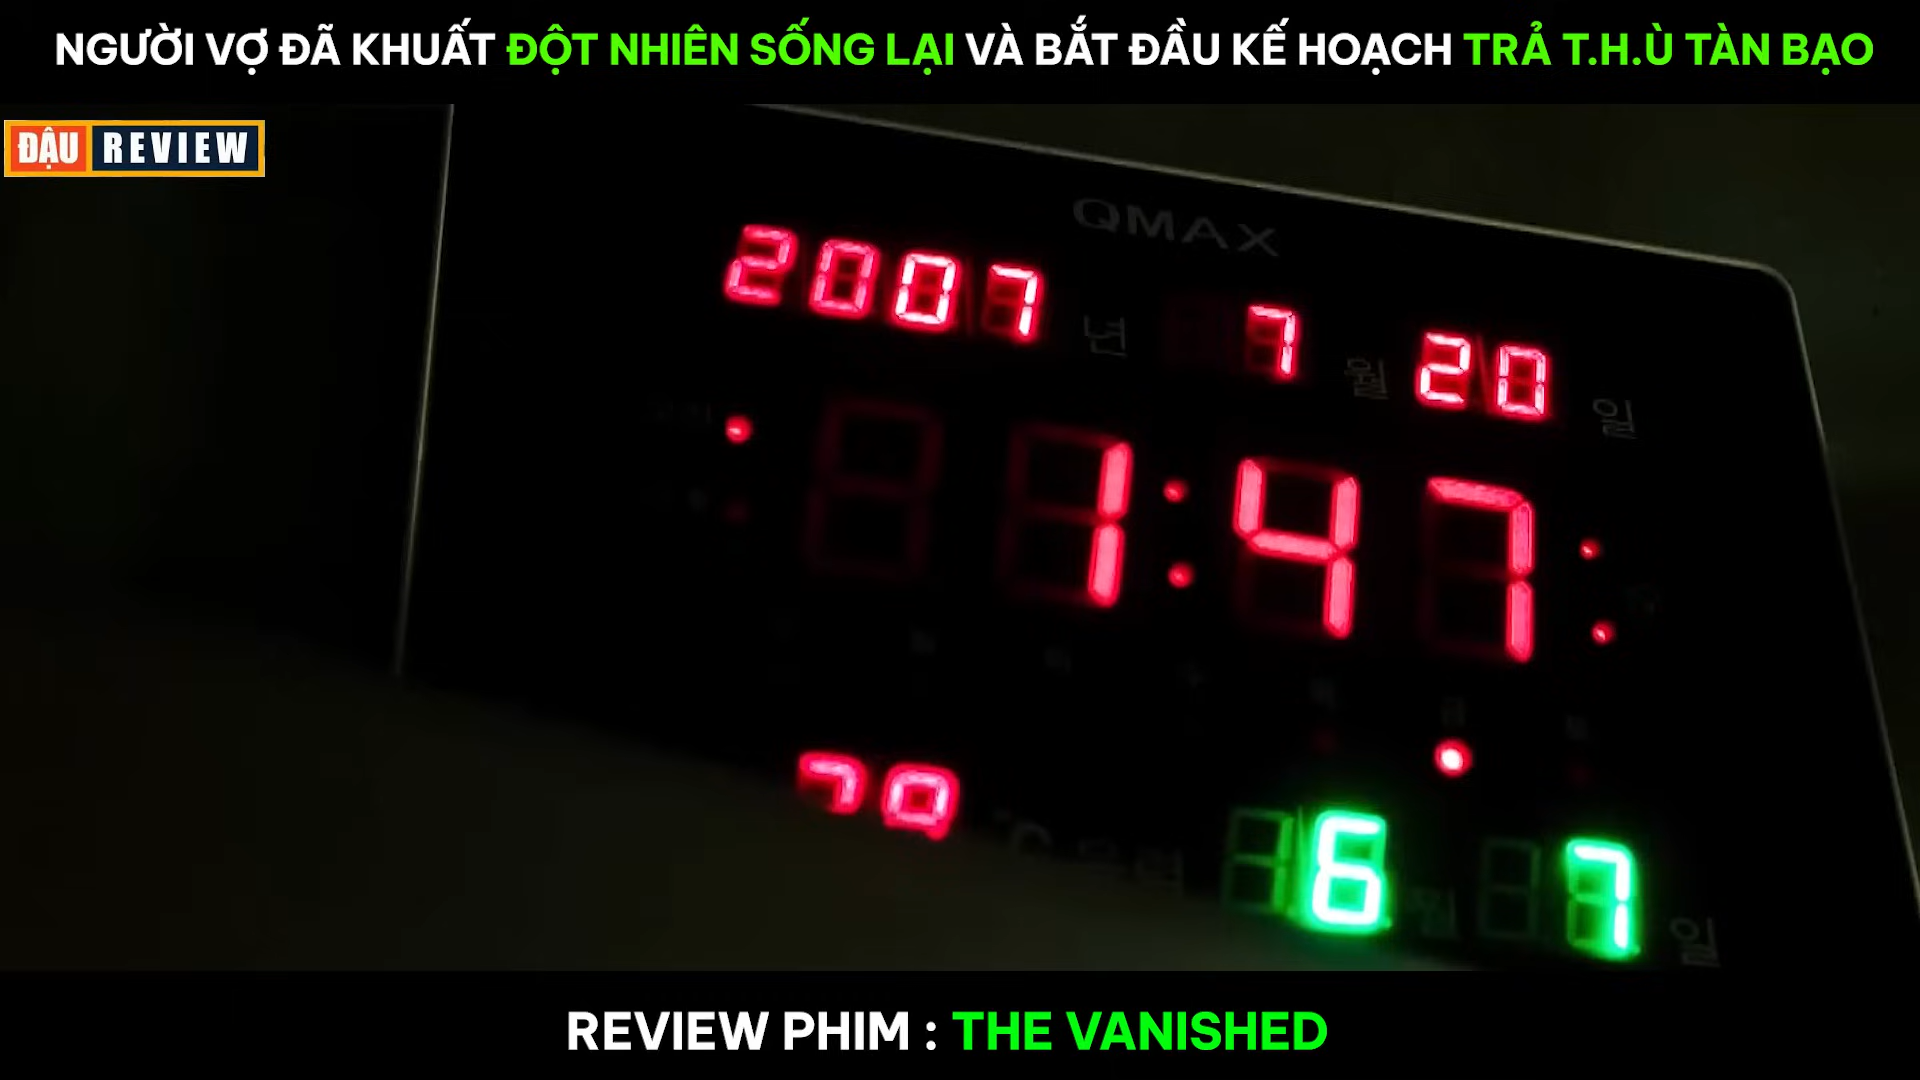 NGƯỜI VỢ ĐÃ KHUẤT ĐỘT NHIÊN SỐNG LẠI VÀ BẮT ĐẦU KẾ HOẠCH TRẢ T.H.Ù TÀN BẠO
ĐẬU REVIEW
QMAX
2007 년 7 월 20 일
1:47
6 월 7 일
REVIEW PHIM : THE VANISHED